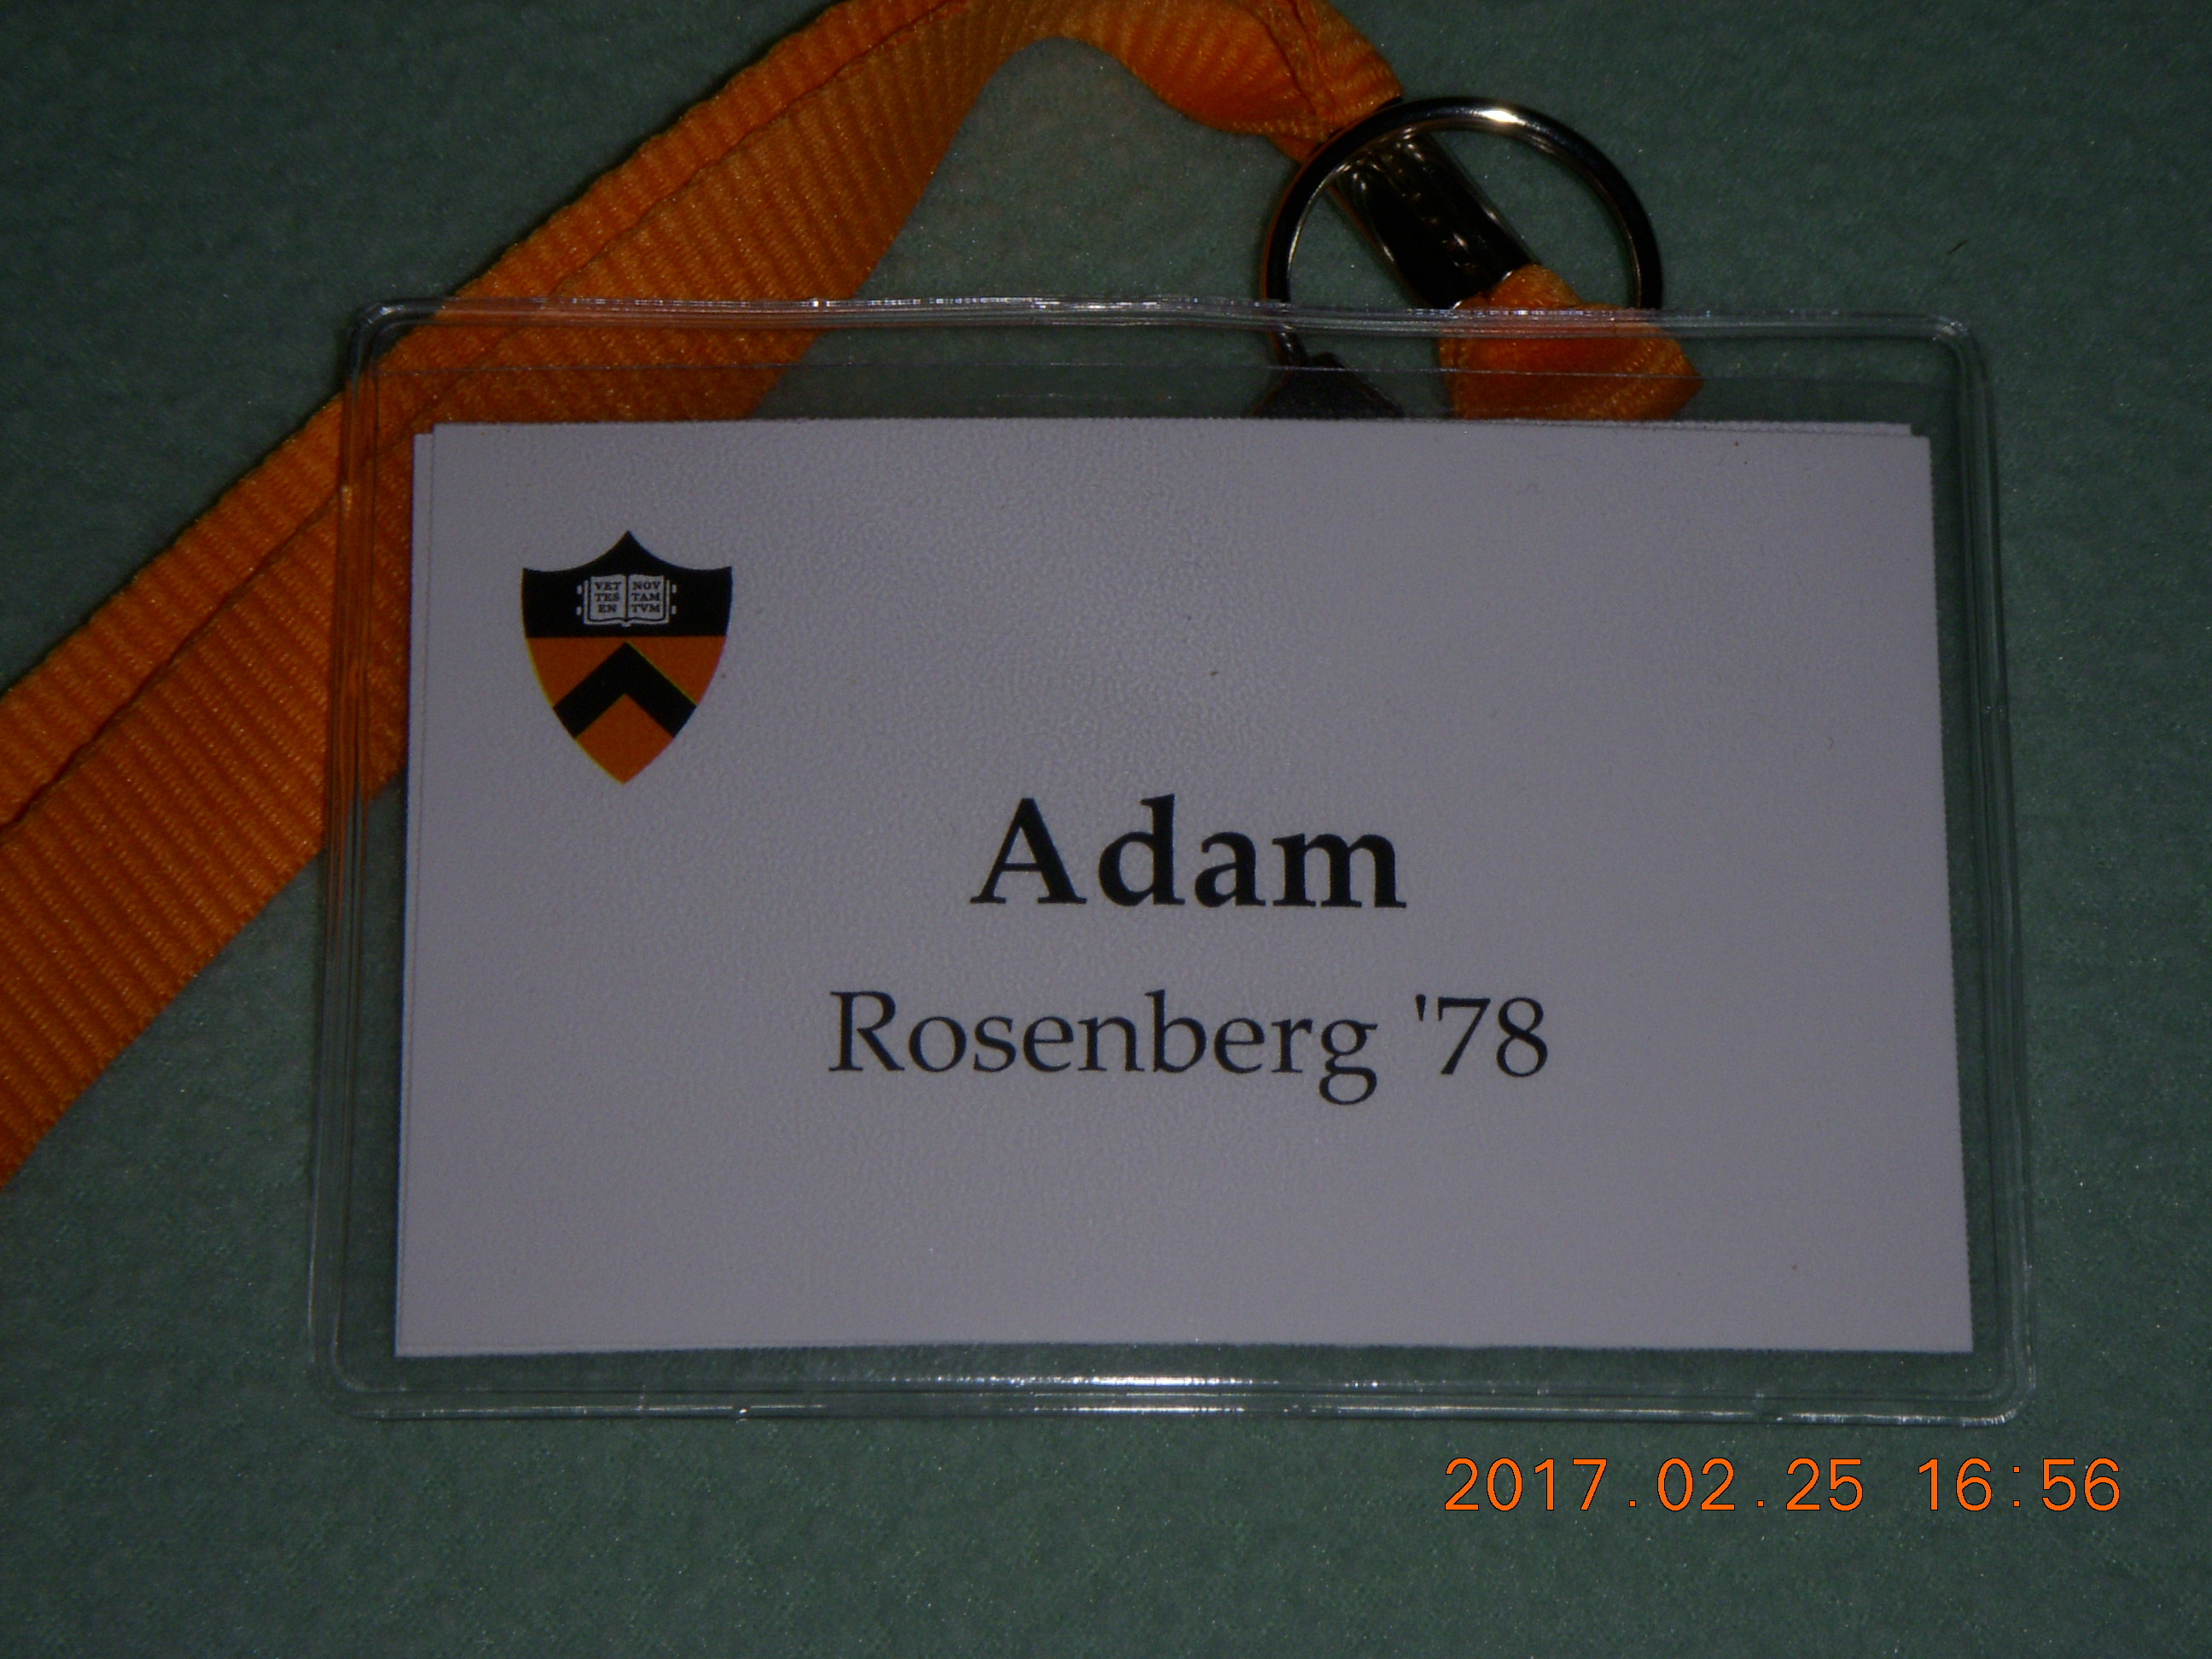 VET NOV
TES TAM
EN TVM
Adam
Rosenberg '78
2017.02.25 16:56